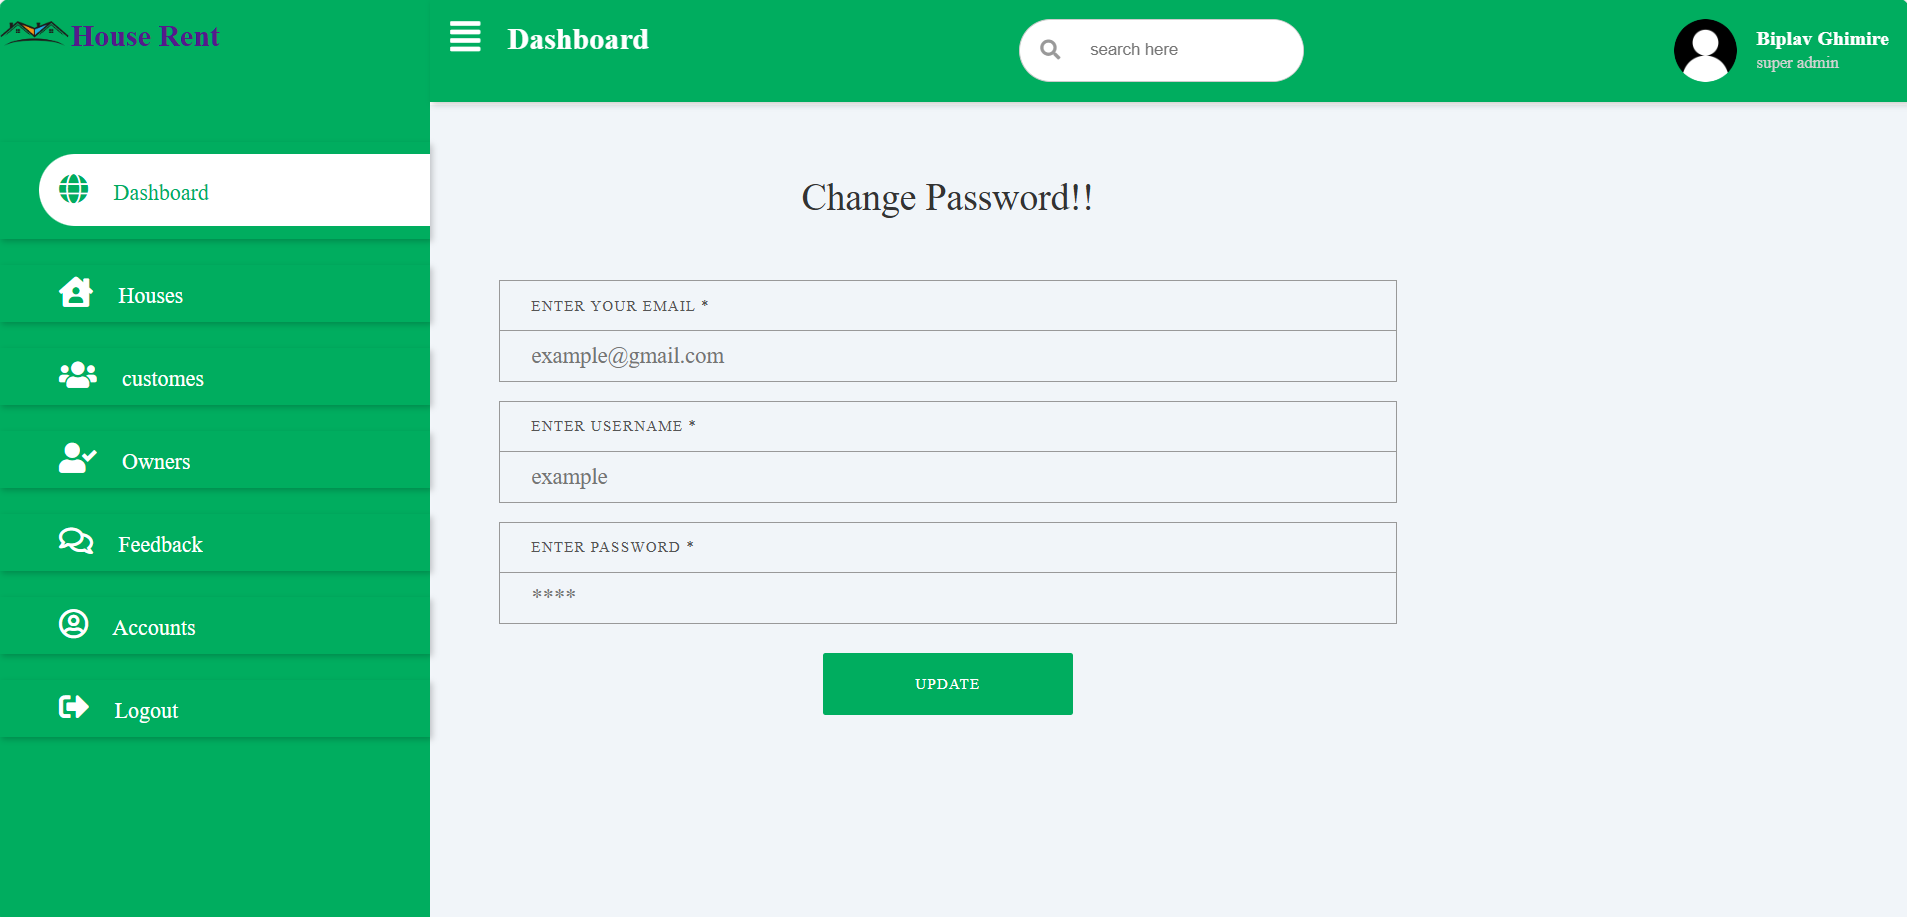 House Rent
Dashboard
search here
Biplav Ghimire
super admin
Dashboard
Houses
customes
Owners
Feedback
Accounts
Logout
Change Password!!
ENTER YOUR EMAIL *
example@gmail.com
ENTER USERNAME *
example
ENTER PASSWORD *
****
UPDATE